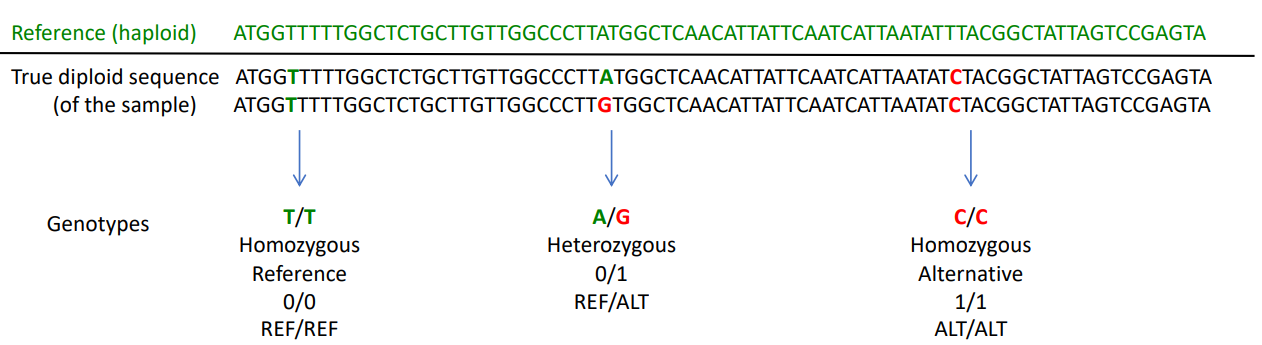 Reference (haploid) ATGGTTTTTGGCTCTGCTTGTTGGCCCTTATGGCTCAACATTATTCAATCATTAATATTTACGGCTATTAGTCCGAGTA
True diploid sequence ATGGTTTTTGGCTCTGCTTGTTGGCCCTTATGGCTCAACATTATTCAATCATTAATATCTACGGCTATTAGTCCGAGTA
(of the sample) ATGGTTTTTGGCTCTGCTTGTTGGCCCTTGTGGCTCAACATTATTCAATCATTAATATCTACGGCTATTAGTCCGAGTA
Genotypes T/T A/G C/C
Homozygous Heterozygous Homozygous
Reference 0/1 Alternative
0/0 REF/ALT 1/1
REF/REF ALT/ALT